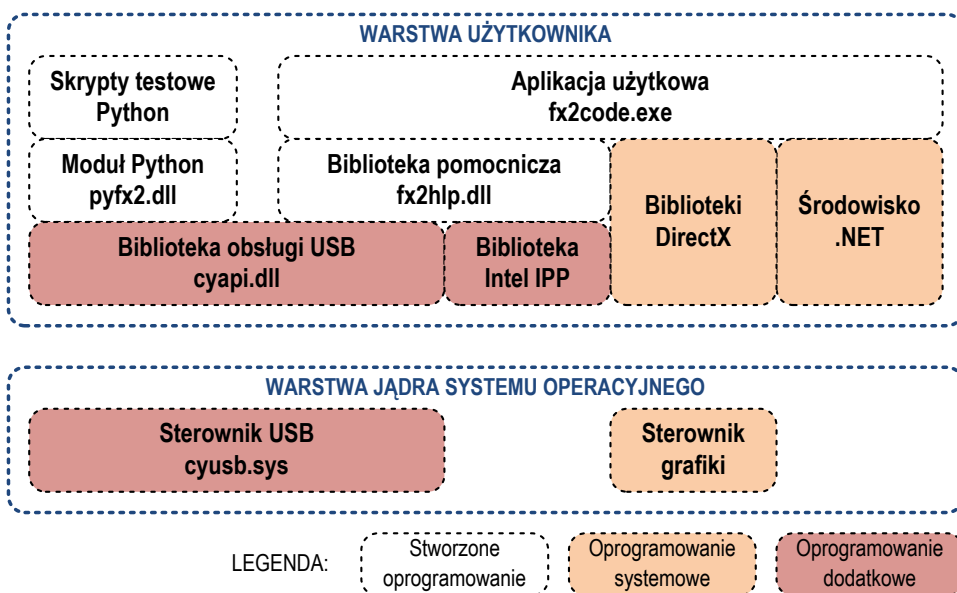 WARSTWA UŻYTKOWNIKA
Skrypty testowe
Python
Aplikacja użytkowa
fx2code.exe
Moduł Python
pyfx2.dll
Biblioteka pomocnicza
fx2hlp.dll
Biblioteki
DirectX
Środowisko
.NET
Biblioteka obsługi USB
cyapi.dll
Biblioteka
Intel IPP
WARSTWA JĄDRA SYSTEMU OPERACYJNEGO
Sterownik USB
cyusb.sys
Sterownik
grafiki
LEGENDA:
Stworzone
oprogramowanie
Oprogramowanie
systemowe
Oprogramowanie
dodatkowe